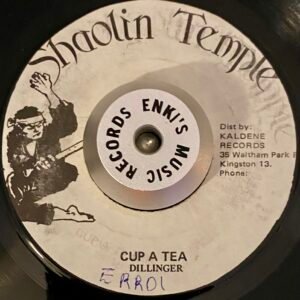 Shaolin Temple
ENKI'S MUSIC RECORDS
Dist by:
KALDENE
RECORDS
35 Waltham Park
Kingston 13.
Phone:
CUP A TEA
DILLINGER
ERROL